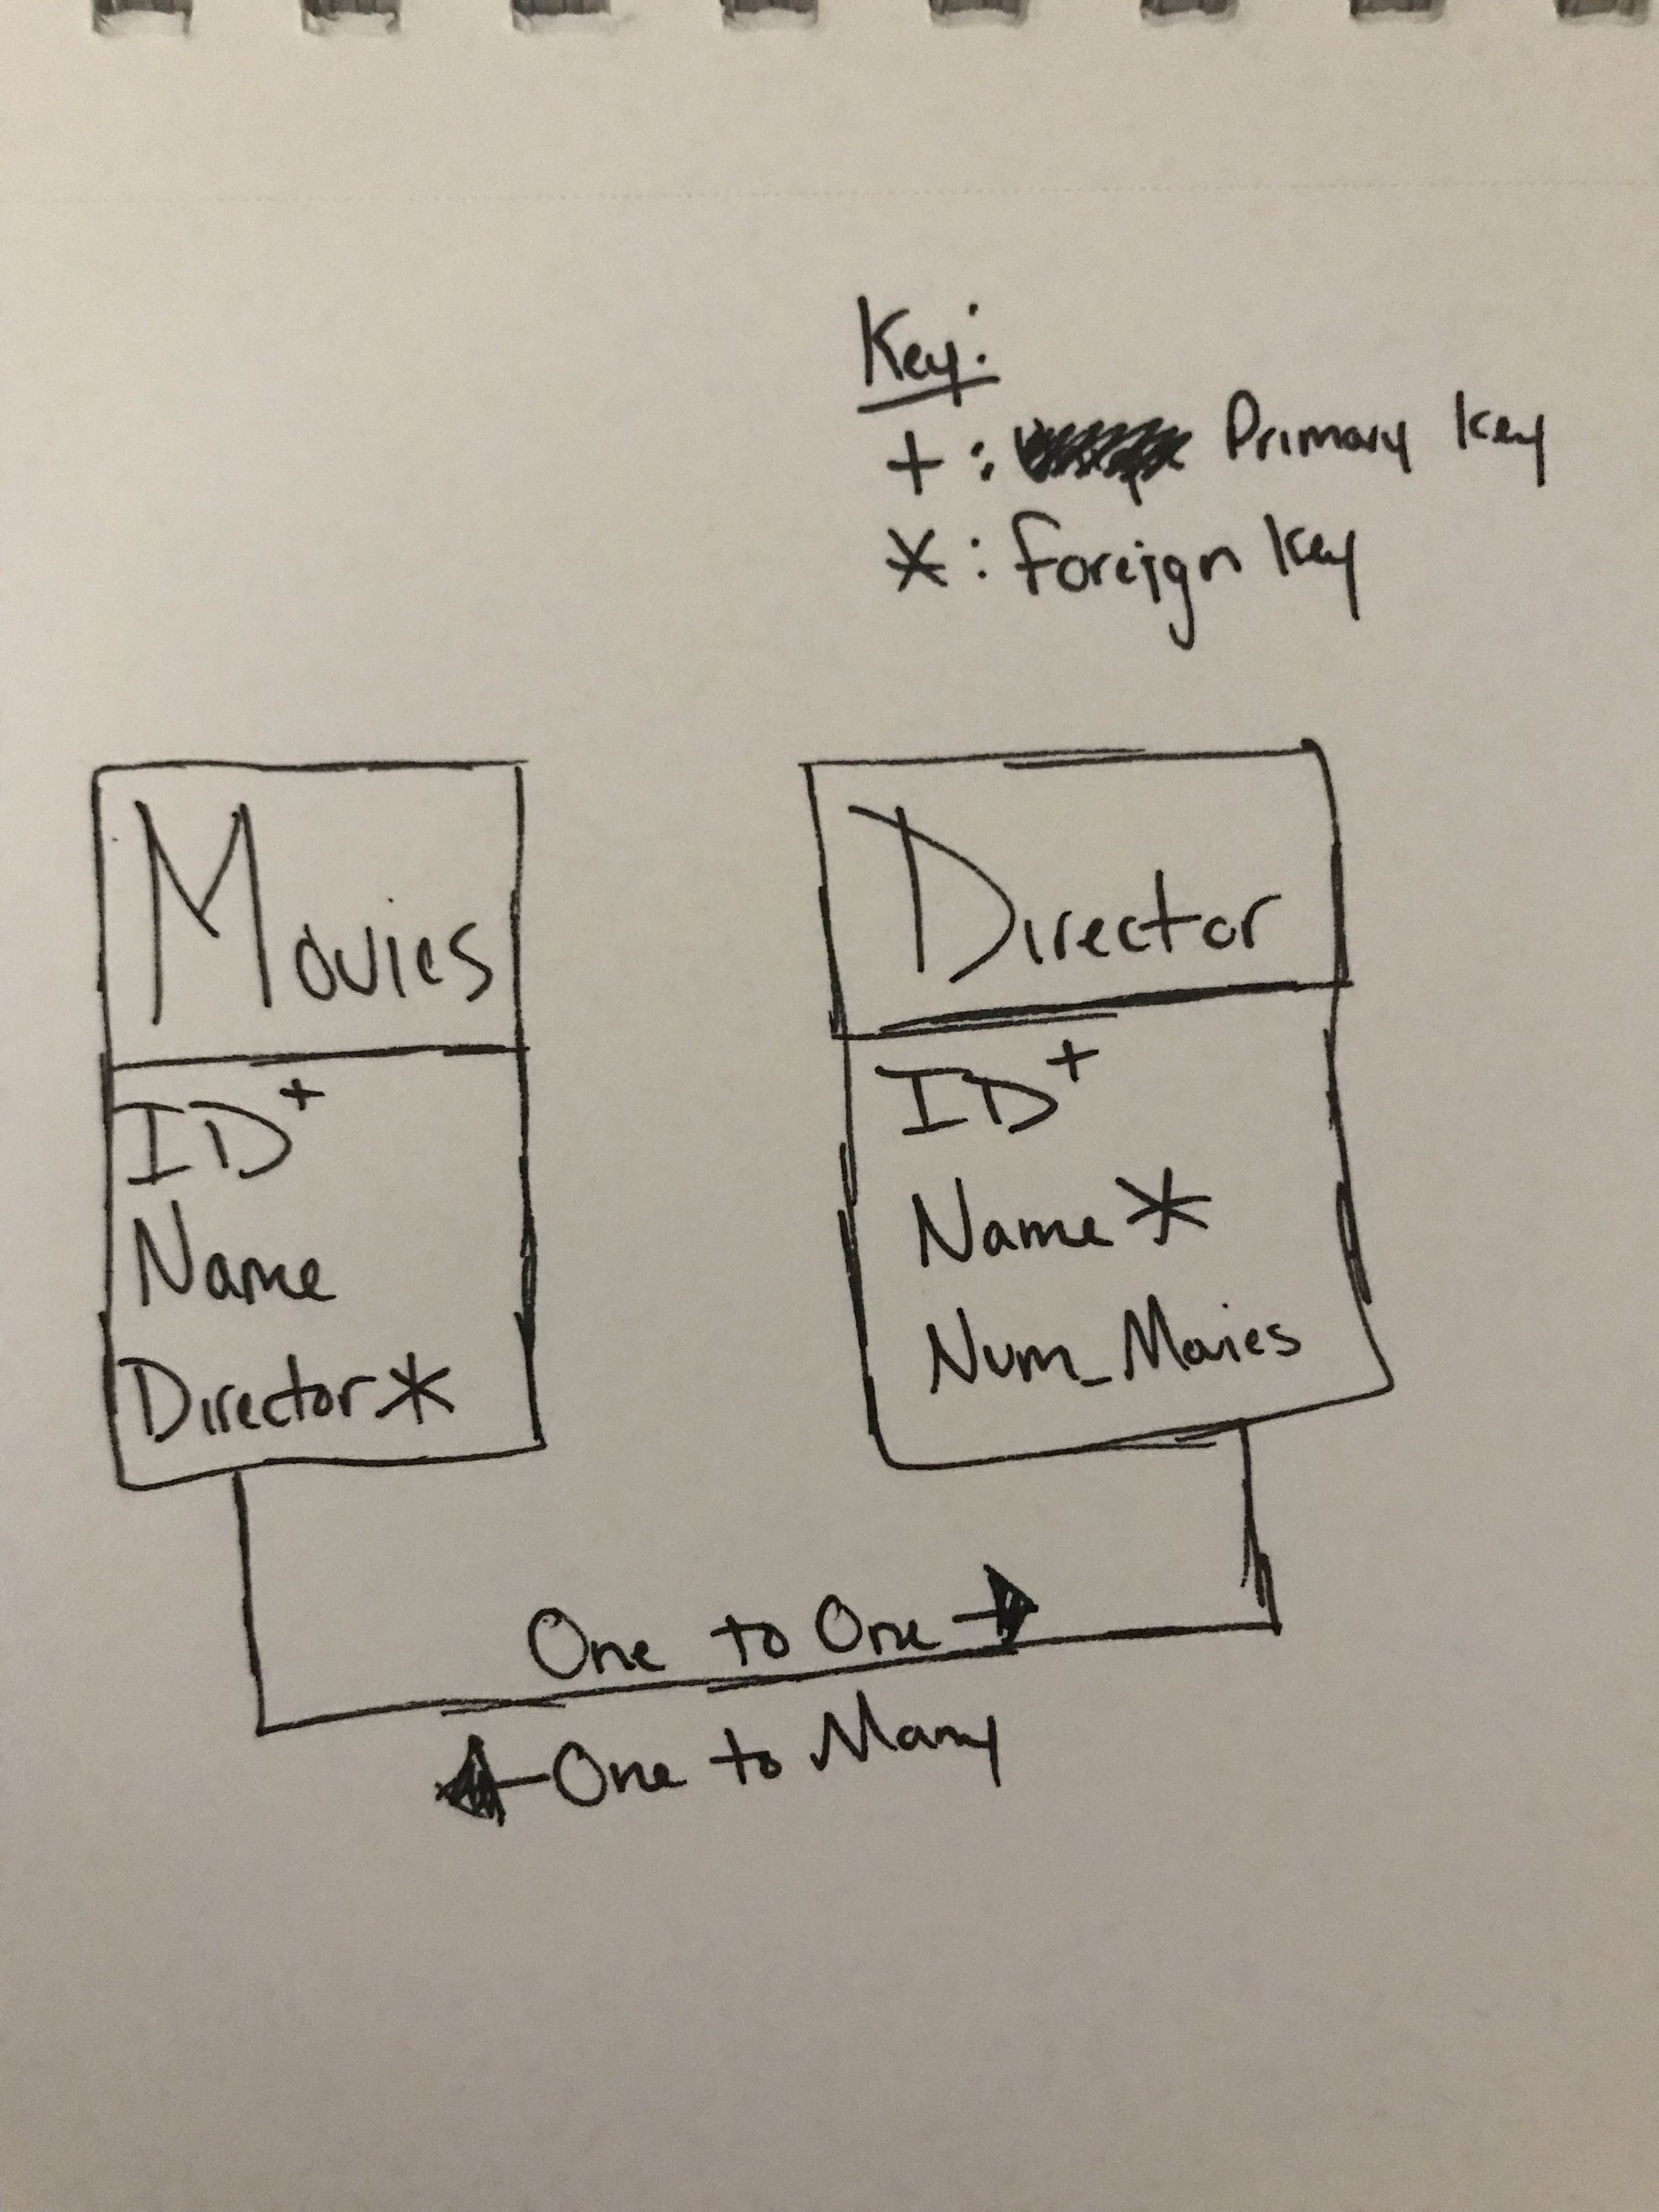 Key:
+: Primary Key
*: Foreign Key
Movies
ID+
Name
Director*
Director
ID+
Name*
Num_Movies
One to One →
← One to Many